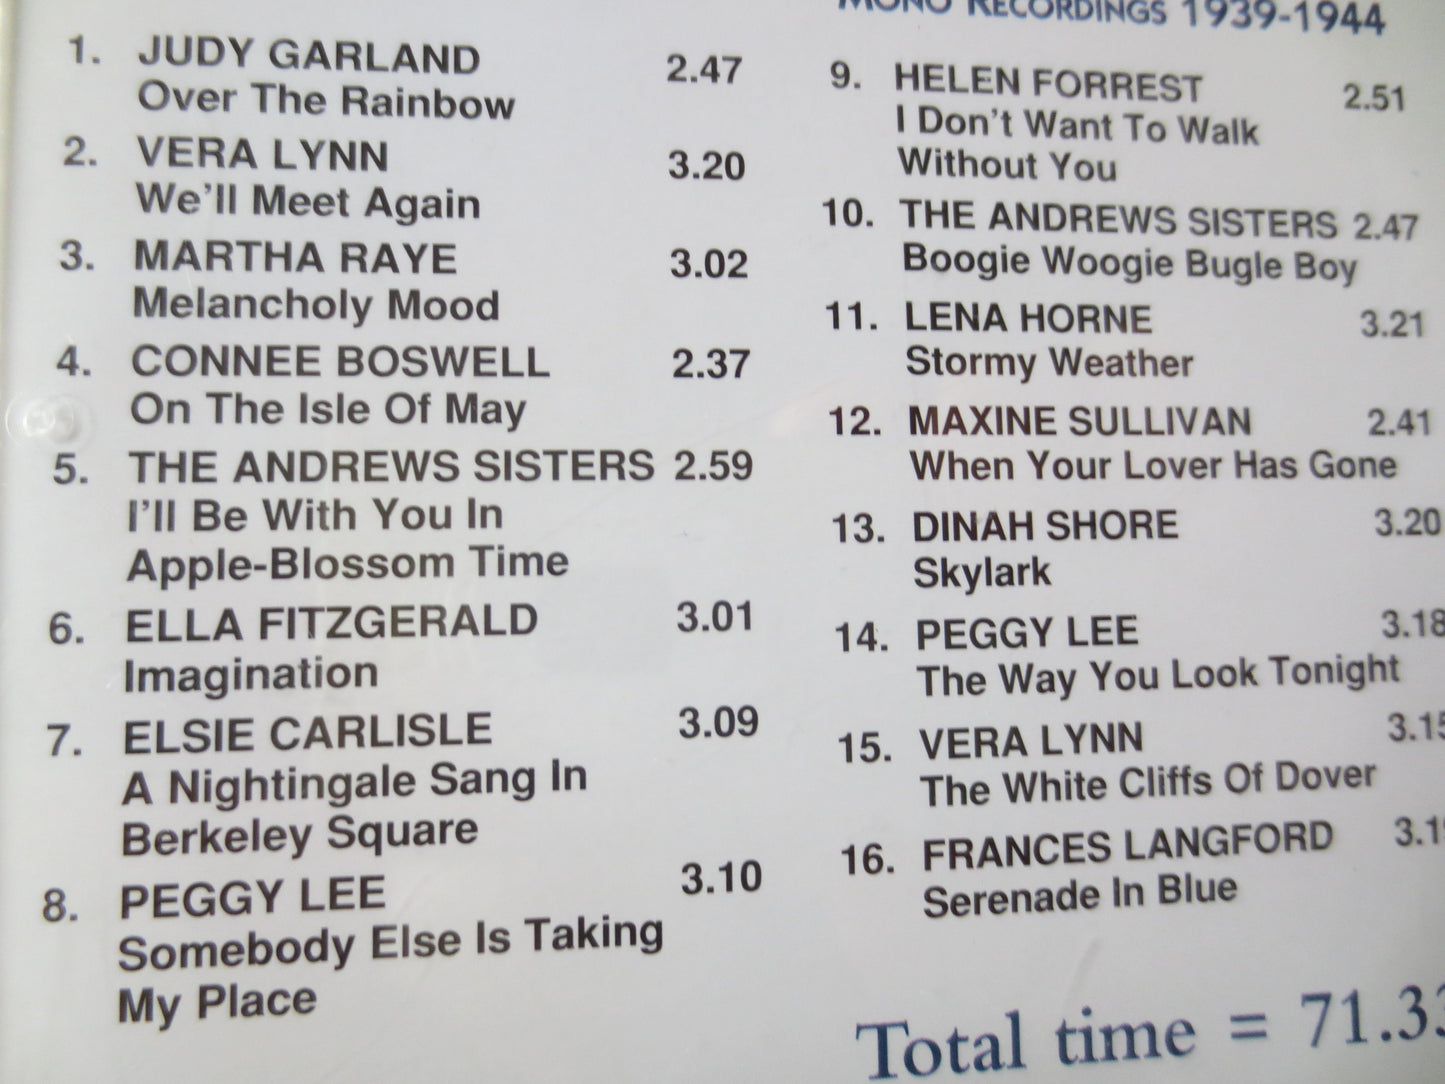 MONO RECORDINGS 1939-1944
1. JUDY GARLAND 2.47
Over The Rainbow
2. VERA LYNN 3.20
We'll Meet Again
3. MARTHA RAYE 3.02
Melancholy Mood
4. CONNEE BOSWELL 2.37
On The Isle Of May
5. THE ANDREWS SISTERS 2.59
I'll Be With You In
Apple-Blossom Time
6. ELLA FITZGERALD 3.01
Imagination
7. ELSIE CARLISLE 3.09
A Nightingale Sang In
Berkeley Square
8. PEGGY LEE 3.10
Somebody Else Is Taking
My Place
9. HELEN FORREST 2.51
I Don't Want To Walk
Without You
10. THE ANDREWS SISTERS 2.47
Boogie Woogie Bugle Boy
11. LENA HORNE 3.21
Stormy Weather
12. MAXINE SULLIVAN 2.41
When Your Lover Has Gone
13. DINAH SHORE 3.20
Skylark
14. PEGGY LEE 3.18
The Way You Look Tonight
15. VERA LYNN 3.15
The White Cliffs Of Dover
16. FRANCES LANGFORD
Serenade In Blue
Total time = 71.33